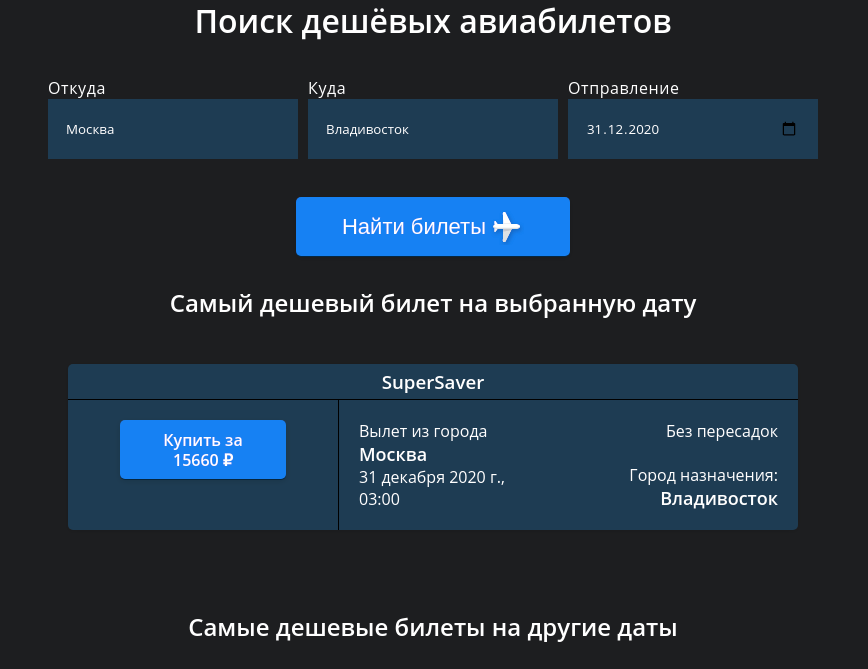 Поиск дешёвых авиабилетов
Откуда
Куда
Отправление
Москва
Владивосток
31.12.2020
Найти билеты
Самый дешевый билет на выбранную дату
SuperSaver
Купить за
15660 ₽
Вылет из города
Москва
31 декабря 2020 г.,
03:00
Без пересадок
Город назначения:
Владивосток
Самые дешевые билеты на другие даты